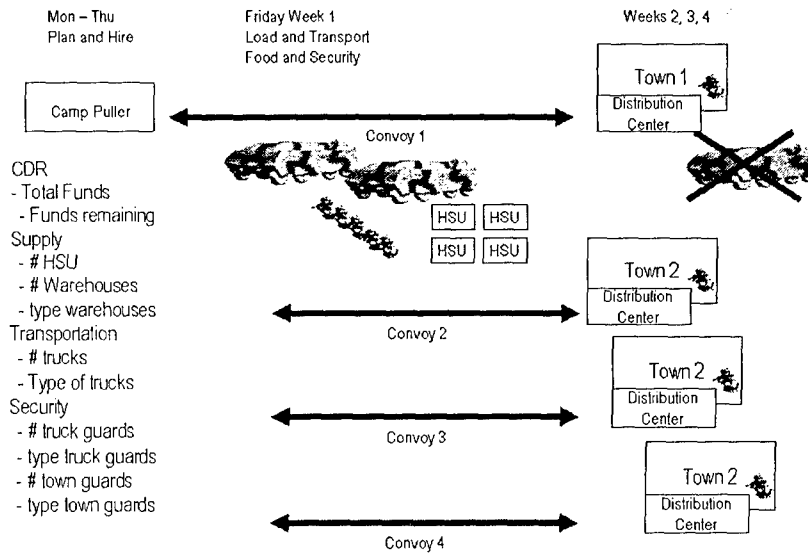 Mon – Thu
Plan and Hire
Friday Week 1
Load and Transport
Food and Security
Weeks 2, 3, 4
Camp Puller
Convoy 1
Town 1
Distribution
Center
CDR
- Total Funds
- Funds remaining
Supply
- # HSU
- # Warehouses
- type warehouses
Transportation
- # trucks
- Type of trucks
Security
- # truck guards
- type truck guards
- # town guards
- type town guards
HSU HSU
HSU HSU
Convoy 2
Town 2
Distribution
Center
Convoy 3
Town 2
Distribution
Center
Convoy 4
Town 2
Distribution
Center